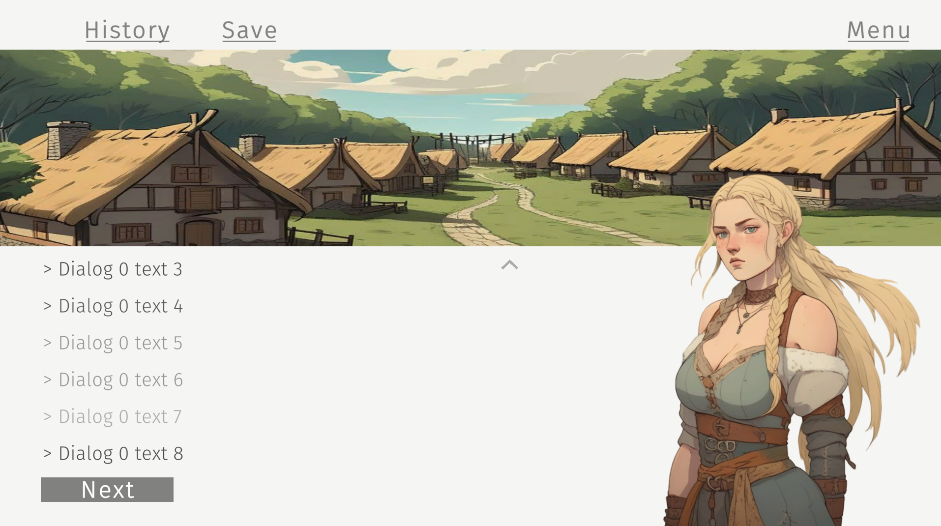 History Save Menu
> Dialog 0 text 3
> Dialog 0 text 4
> Dialog 0 text 5
> Dialog 0 text 6
> Dialog 0 text 7
> Dialog 0 text 8
Next